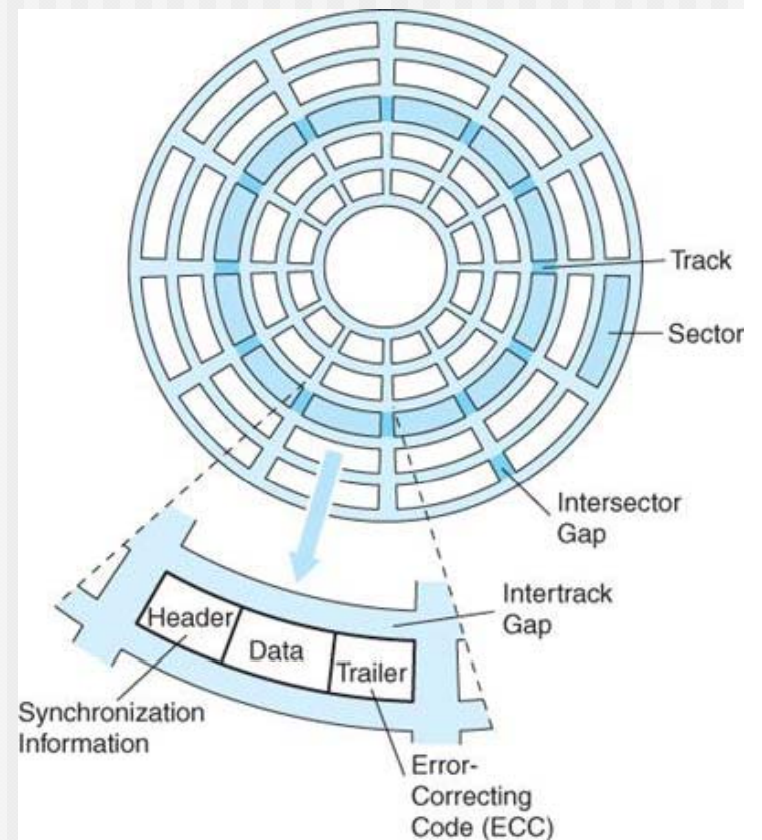 Track
Sector
Intersector
Gap
Intertrack
Gap
Header
Data
Trailer
Synchronization
Information
Error-
Correcting
Code (ECC)